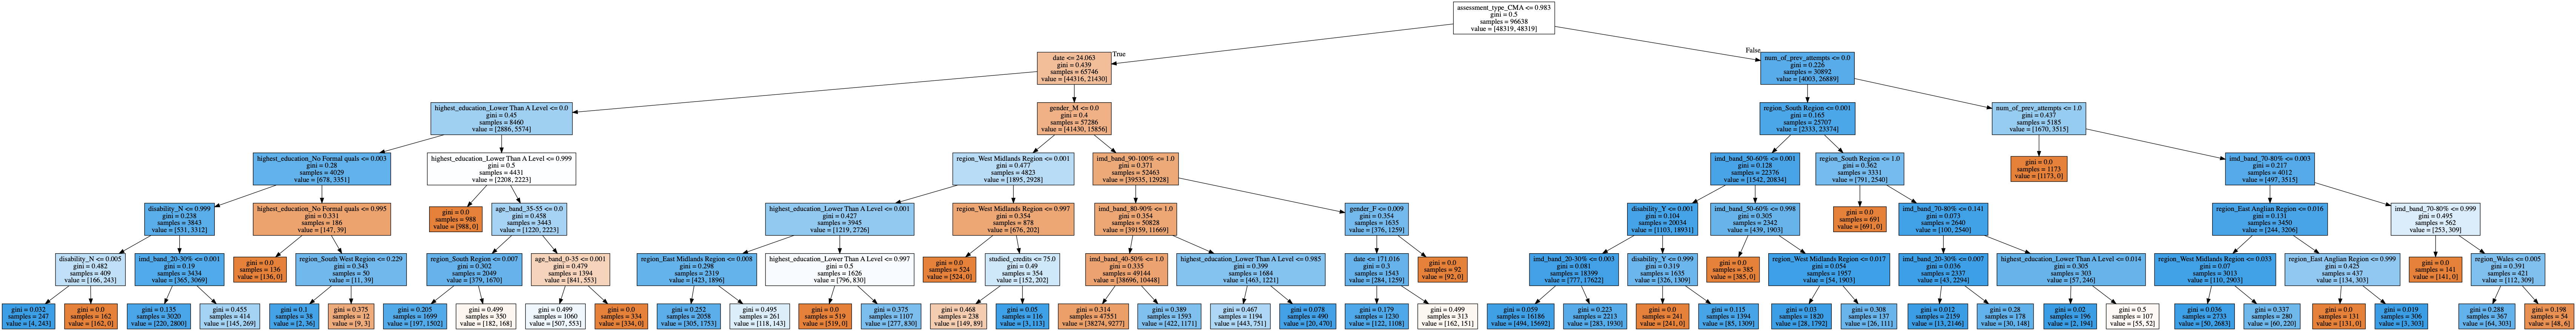 assessment_type_CMA <= 0.983
gini = 0.5
samples = 96638
value = [48319, 48319]
True
False
date <= 24.063
gini = 0.439
samples = 65746
value = [44316, 21430]
num_of_prev_attempts <= 0.0
gini = 0.226
samples = 30892
value = [4003, 26889]
highest_education_Lower Than A Level <= 0.0
gini = 0.45
samples = 8460
value = [2886, 5574]
gender_M <= 0.0
gini = 0.4
samples = 57286
value = [41430, 15856]
region_South Region <= 0.001
gini = 0.165
samples = 25707
value = [2333, 23374]
num_of_prev_attempts <= 1.0
gini = 0.437
samples = 5185
value = [1670, 3515]
highest_education_No Formal quals <= 0.003
gini = 0.28
samples = 4029
value = [678, 3351]
highest_education_Lower Than A Level <= 0.999
gini = 0.5
samples = 4431
value = [2208, 2223]
region_West Midlands Region <= 0.001
gini = 0.477
samples = 4823
value = [1895, 2928]
imd_band_90-100% <= 1.0
gini = 0.371
samples = 52463
value = [39535, 12928]
imd_band_50-60% <= 0.001
gini = 0.128
samples = 22376
value = [1542, 20834]
region_South Region <= 1.0
gini = 0.362
samples = 3331
value = [791, 2540]
gini = 0.0
samples = 1173
value = [1173, 0]
imd_band_70-80% <= 0.003
gini = 0.217
samples = 4012
value = [497, 3515]
disability_N <= 0.999
gini = 0.238
samples = 3843
value = [531, 3312]
highest_education_No Formal quals <= 0.995
gini = 0.331
samples = 186
value = [147, 39]
gini = 0.0
samples = 988
value = [988, 0]
age_band_35-55 <= 0.0
gini = 0.458
samples = 3443
value = [1220, 2223]
highest_education_Lower Than A Level <= 0.001
gini = 0.427
samples = 3945
value = [1219, 2726]
region_West Midlands Region <= 0.997
gini = 0.354
samples = 878
value = [676, 202]
imd_band_80-90% <= 1.0
gini = 0.354
samples = 50828
value = [39159, 11669]
gender_F <= 0.009
gini = 0.354
samples = 1635
value = [376, 1259]
disability_Y <= 0.001
gini = 0.104
samples = 20034
value = [1103, 18931]
imd_band_50-60% <= 0.998
gini = 0.305
samples = 2342
value = [439, 1903]
gini = 0.0
samples = 691
value = [691, 0]
imd_band_70-80% <= 0.141
gini = 0.073
samples = 2640
value = [100, 2540]
region_East Anglian Region <= 0.016
gini = 0.131
samples = 3450
value = [244, 3206]
imd_band_70-80% <= 0.999
gini = 0.495
samples = 562
value = [253, 309]
disability_N <= 0.005
gini = 0.482
samples = 409
value = [166, 243]
imd_band_20-30% <= 0.001
gini = 0.19
samples = 3434
value = [365, 3069]
gini = 0.0
samples = 136
value = [136, 0]
region_South West Region <= 0.229
gini = 0.343
samples = 50
value = [11, 39]
region_South Region <= 0.007
gini = 0.302
samples = 2049
value = [379, 1670]
age_band_0-35 <= 0.001
gini = 0.479
samples = 1394
value = [841, 553]
region_East Midlands Region <= 0.008
gini = 0.298
samples = 2319
value = [423, 1896]
highest_education_Lower Than A Level <= 0.997
gini = 0.5
samples = 1626
value = [796, 830]
gini = 0.0
samples = 524
value = [524, 0]
studied_credits <= 75.0
gini = 0.49
samples = 354
value = [152, 202]
imd_band_40-50% <= 1.0
gini = 0.335
samples = 49144
value = [38696, 10448]
highest_education_Lower Than A Level <= 0.985
gini = 0.399
samples = 1684
value = [463, 1221]
date <= 171.016
gini = 0.3
samples = 1543
value = [284, 1259]
gini = 0.0
samples = 92
value = [92, 0]
imd_band_20-30% <= 0.003
gini = 0.081
samples = 18399
value = [777, 17622]
disability_Y <= 0.999
gini = 0.319
samples = 1635
value = [326, 1309]
gini = 0.0
samples = 385
value = [385, 0]
region_West Midlands Region <= 0.017
gini = 0.054
samples = 1957
value = [54, 1903]
imd_band_20-30% <= 0.007
gini = 0.036
samples = 2337
value = [43, 2294]
highest_education_Lower Than A Level <= 0.014
gini = 0.305
samples = 303
value = [57, 246]
region_West Midlands Region <= 0.033
gini = 0.07
samples = 3013
value = [110, 2903]
region_East Anglian Region <= 0.999
gini = 0.425
samples = 437
value = [134, 303]
gini = 0.0
samples = 141
value = [141, 0]
region_Wales <= 0.005
gini = 0.391
samples = 421
value = [112, 309]
gini = 0.032
samples = 247
value = [4, 243]
gini = 0.0
samples = 162
value = [162, 0]
gini = 0.135
samples = 3020
value = [220, 2800]
gini = 0.455
samples = 414
value = [145, 269]
gini = 0.1
samples = 38
value = [2, 36]
gini = 0.375
samples = 12
value = [9, 3]
gini = 0.205
samples = 1699
value = [197, 1502]
gini = 0.499
samples = 350
value = [182, 168]
gini = 0.499
samples = 1060
value = [507, 553]
gini = 0.0
samples = 334
value = [334, 0]
gini = 0.252
samples = 2058
value = [305, 1753]
gini = 0.495
samples = 261
value = [118, 143]
gini = 0.0
samples = 519
value = [519, 0]
gini = 0.375
samples = 1107
value = [277, 830]
gini = 0.468
samples = 238
value = [149, 89]
gini = 0.05
samples = 116
value = [3, 113]
gini = 0.314
samples = 47551
value = [38274, 9277]
gini = 0.389
samples = 1593
value = [422, 1171]
gini = 0.467
samples = 1194
value = [443, 751]
gini = 0.078
samples = 490
value = [20, 470]
gini = 0.179
samples = 1230
value = [122, 1108]
gini = 0.499
samples = 313
value = [162, 151]
gini = 0.059
samples = 16186
value = [494, 15692]
gini = 0.223
samples = 2213
value = [283, 1930]
gini = 0.0
samples = 241
value = [241, 0]
gini = 0.115
samples = 1394
value = [85, 1309]
gini = 0.03
samples = 1820
value = [28, 1792]
gini = 0.308
samples = 137
value = [26, 111]
gini = 0.012
samples = 2159
value = [13, 2146]
gini = 0.28
samples = 178
value = [30, 148]
gini = 0.02
samples = 196
value = [2, 194]
gini = 0.5
samples = 107
value = [55, 52]
gini = 0.036
samples = 2733
value = [50, 2683]
gini = 0.337
samples = 280
value = [60, 220]
gini = 0.0
samples = 131
value = [131, 0]
gini = 0.019
samples = 306
value = [3, 303]
gini = 0.288
samples = 367
value = [64, 303]
gini = 0.198
samples = 54
value = [48, 6]